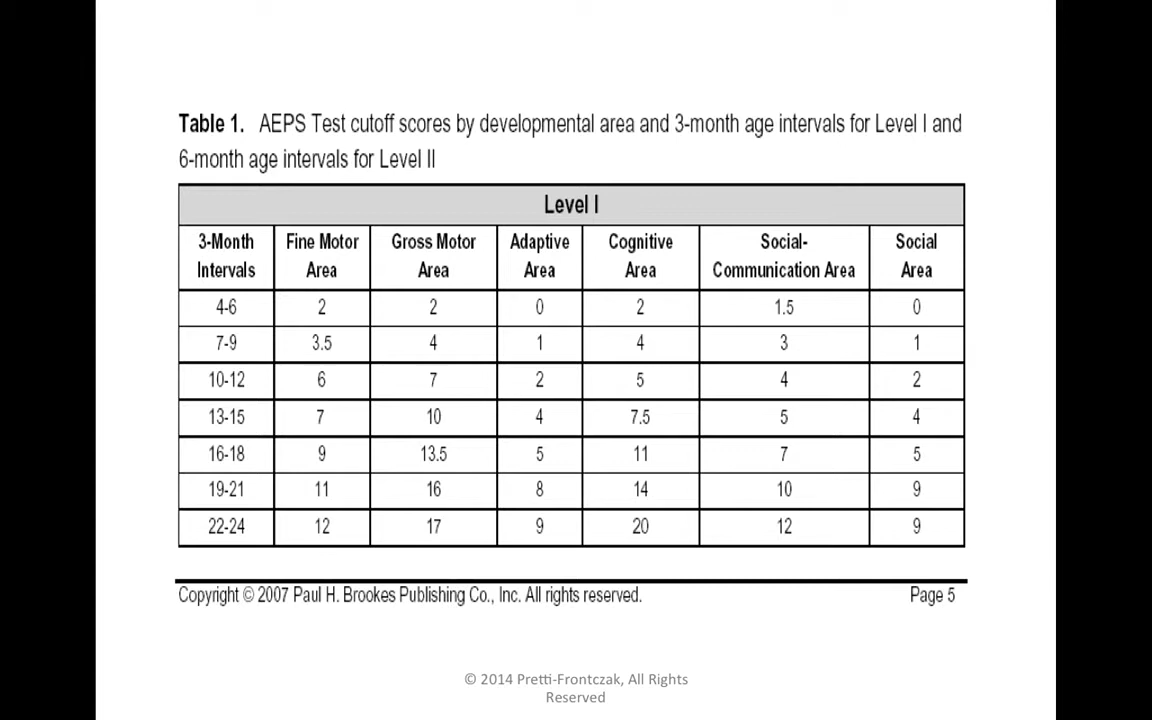 Table 1. AEPS Test cutoff scores by developmental area and 3-month age intervals for Level I and
6-month age intervals for Level II
Level I
3-Month Intervals Fine Motor Area Gross Motor Area Adaptive Area Cognitive Area Social-Communication Area Social Area
4-6 2 2 0 2 1.5 0
7-9 3.5 4 1 4 3 1
10-12 6 7 2 5 4 2
13-15 7 10 4 7.5 5 4
16-18 9 13.5 5 11 7 5
19-21 11 16 8 14 10 9
22-24 12 17 9 20 12 9
Copyright © 2007 Paul H. Brookes Publishing Co., Inc. All rights reserved. Page 5
© 2014 Pretti-Frontczak, All Rights
Reserved